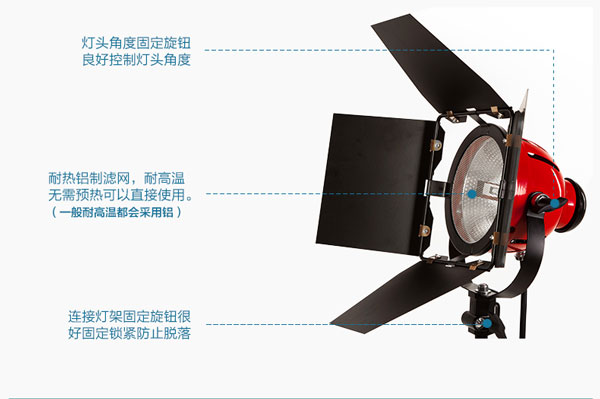 灯头角度固定旋钮
良好控制灯头角度
耐热铝制滤网，耐高温
无需预热可以直接使用。
（一般耐高温都会采用铝）
连接灯架固定旋钮很
好固定锁紧防止脱落